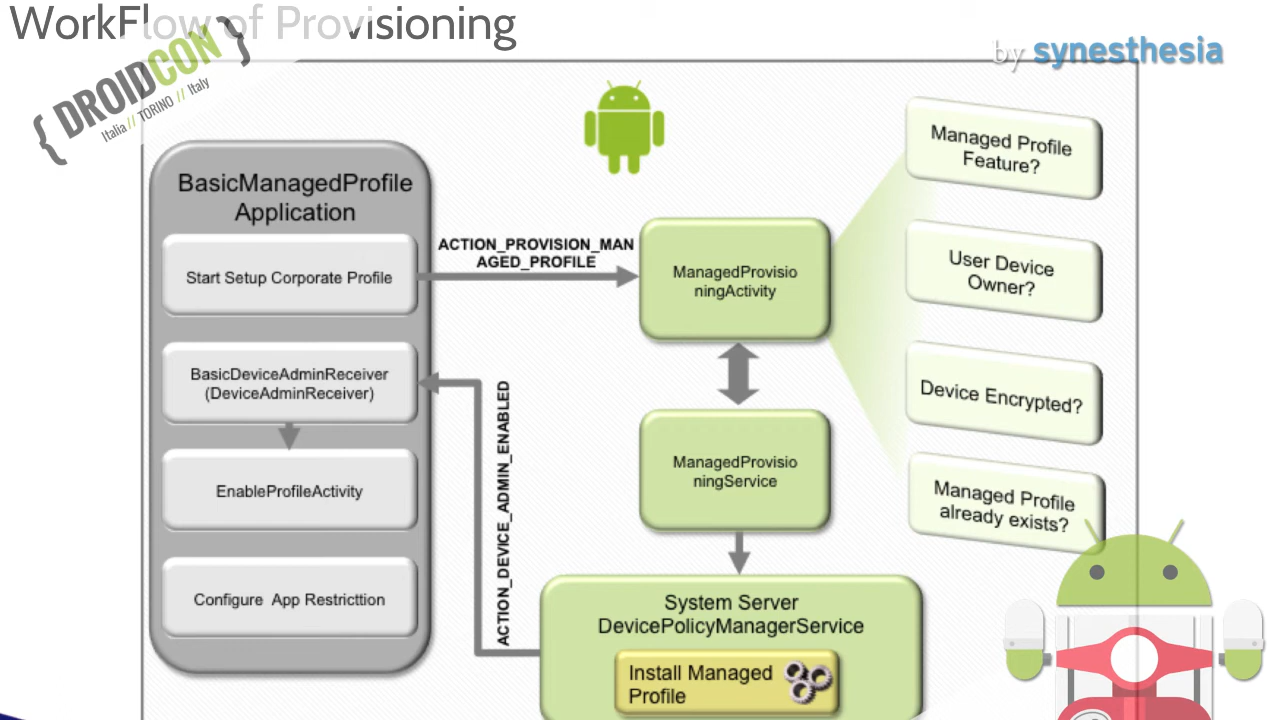 WorkFlow of Provisioning
{ DROIDCON }
Italia // TORINO // Italy
by synesthesia
BasicManagedProfile
Application
Start Setup Corporate Profile
BasicDeviceAdminReceiver
(DeviceAdminReceiver)
EnableProfileActivity
Configure App Restricttion
ACTION_PROVISION_MAN
AGED_PROFILE
ACTION_DEVICE_ADMIN_ENABLED
ManagedProvisio
ningActivity
ManagedProvisio
ningService
System Server
DevicePolicyManagerService
Install Managed
Profile
Managed Profile
Feature?
User Device
Owner?
Device Encrypted?
Managed Profile
already exists?